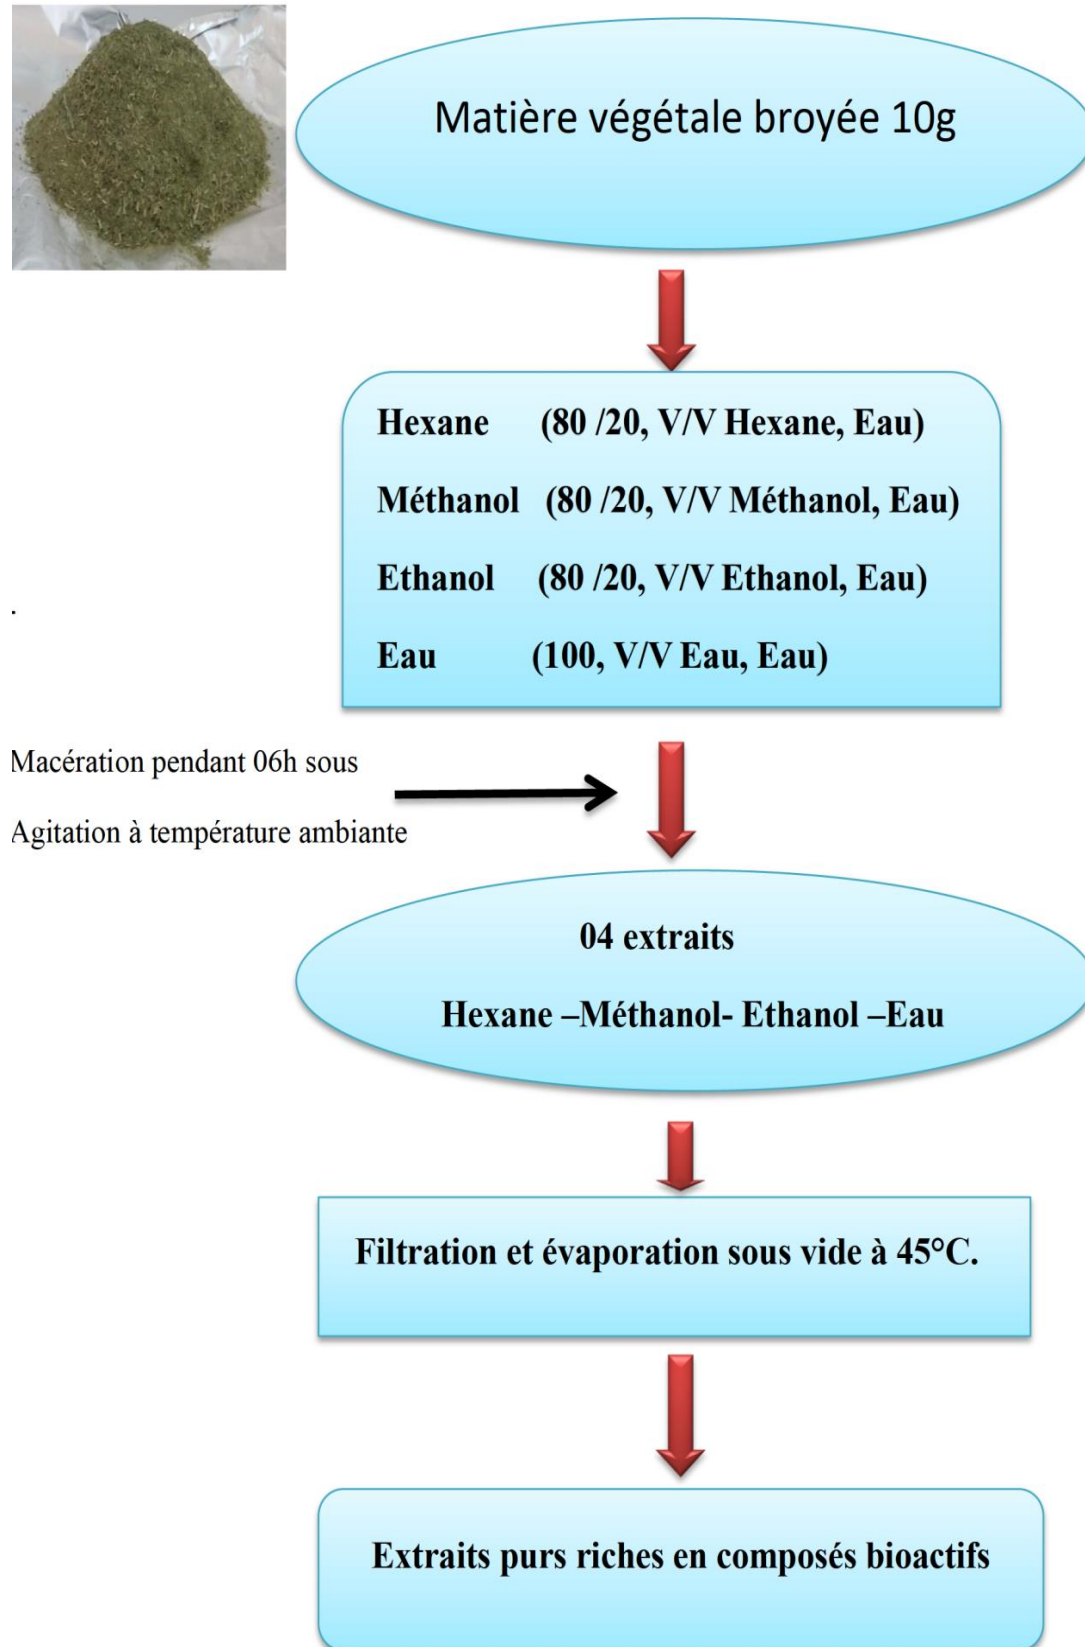 Matière végétale broyée 10g
Hexane (80 /20, V/V Hexane, Eau)
Méthanol (80 /20, V/V Méthanol, Eau)
Ethanol (80 /20, V/V Ethanol, Eau)
.
Eau (100, V/V Eau, Eau)
Macération pendant 06h sous
Agitation à température ambiante
04 extraits
Hexane –Méthanol- Ethanol –Eau
Filtration et évaporation sous vide à 45°C.
Extraits purs riches en composés bioactifs